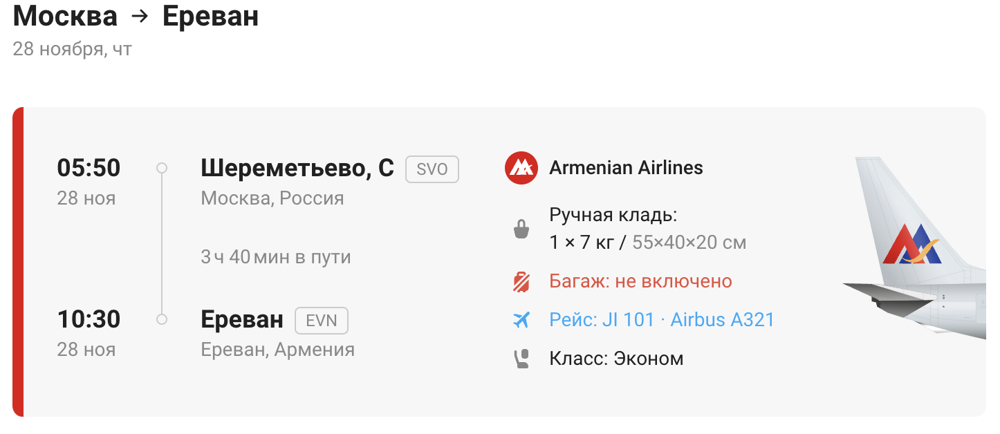 Москва → Ереван
28 ноября, чт
05:50
28 ноя
Шереметьево, C SVO
Москва, Россия
3 ч 40 мин в пути
10:30
28 ноя
Ереван EVN
Ереван, Армения
Armenian Airlines
Ручная кладь:
1 × 7 кг / 55×40×20 см
Багаж: не включено
Рейс: JI 101 · Airbus A321
Класс: Эконом